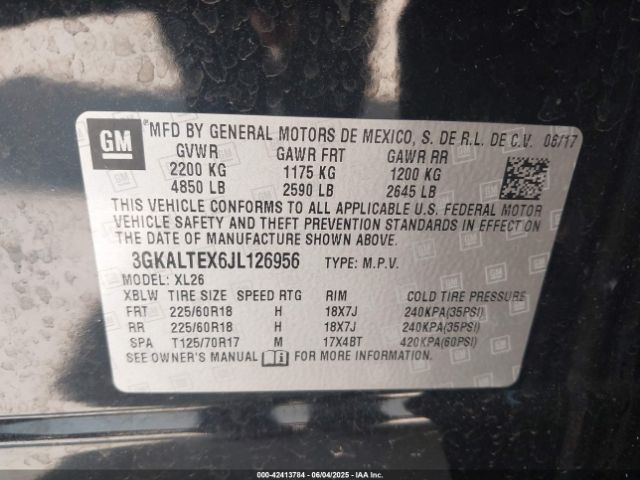 GM
®MFD BY GENERAL MOTORS DE MEXICO, S. DE R.L. DE C.V. 08/17
GVWR GAWR FRT GAWR RR
2200 KG 1175 KG 1200 KG
4850 LB 2590 LB 2645 LB
THIS VEHICLE CONFORMS TO ALL APPLICABLE U.S. FEDERAL MOTOR
VEHICLE SAFETY AND THEFT PREVENTION STANDARDS IN EFFECT ON
THE DATE OF MANUFACTURE SHOWN ABOVE.
3GKALTEX6JL126956 TYPE: M.P.V.
MODEL: XL26
XBLW TIRE SIZE SPEED RTG RIM COLD TIRE PRESSURE
FRT 225/60R18 H 18X7J 240KPA(35PSI)
RR 225/60R18 H 18X7J 240KPA(35PSI)
SPA T125/70R17 M 17X4BT 420KPA(60PSI)
SEE OWNER'S MANUAL FOR MORE INFORMATION.
000-42413784 - 06/04/2025 - Copyright © IAA, Inc.